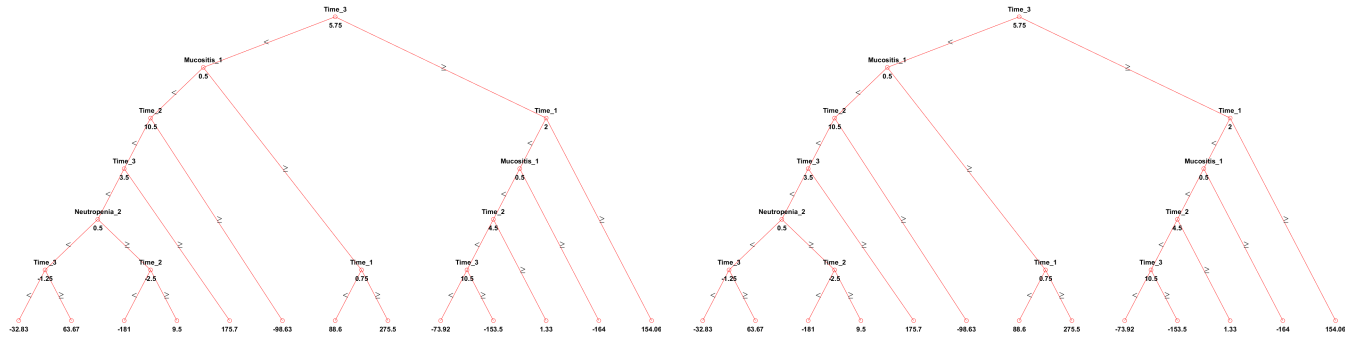 Time_3 Time_3
5.75 5.75
< ≥ < ≥
Mucositis_1 Mucositis_1
0.5 0.5
< ≥ < ≥
Time_2 Time_1 Time_2 Time_1
10.5 2 10.5 2
< ≥ < ≥ < ≥ < ≥
Time_3 Mucositis_1 Time_3 Mucositis_1
3.5 0.5 3.5 0.5
< ≥ < ≥ < ≥ < ≥
Neutropenia_2 Time_2 Neutropenia_2 Time_2
0.5 4.5 0.5 4.5
< ≥ < ≥ < ≥ < ≥
Time_3 Time_2 Time_1 Time_3 Time_3 Time_2 Time_1 Time_3
-1.25 -2.5 0.75 10.5 -1.25 -2.5 0.75 10.5
< ≥ < ≥ < ≥ < ≥ < ≥ < ≥ < ≥ < ≥
-32.83 63.67 -181 9.5 175.7 -98.63 88.6 275.5 -73.92 -153.5 1.33 -164 154.06 -32.83 63.67 -181 9.5 175.7 -98.63 88.6 275.5 -73.92 -153.5 1.33 -164 154.06